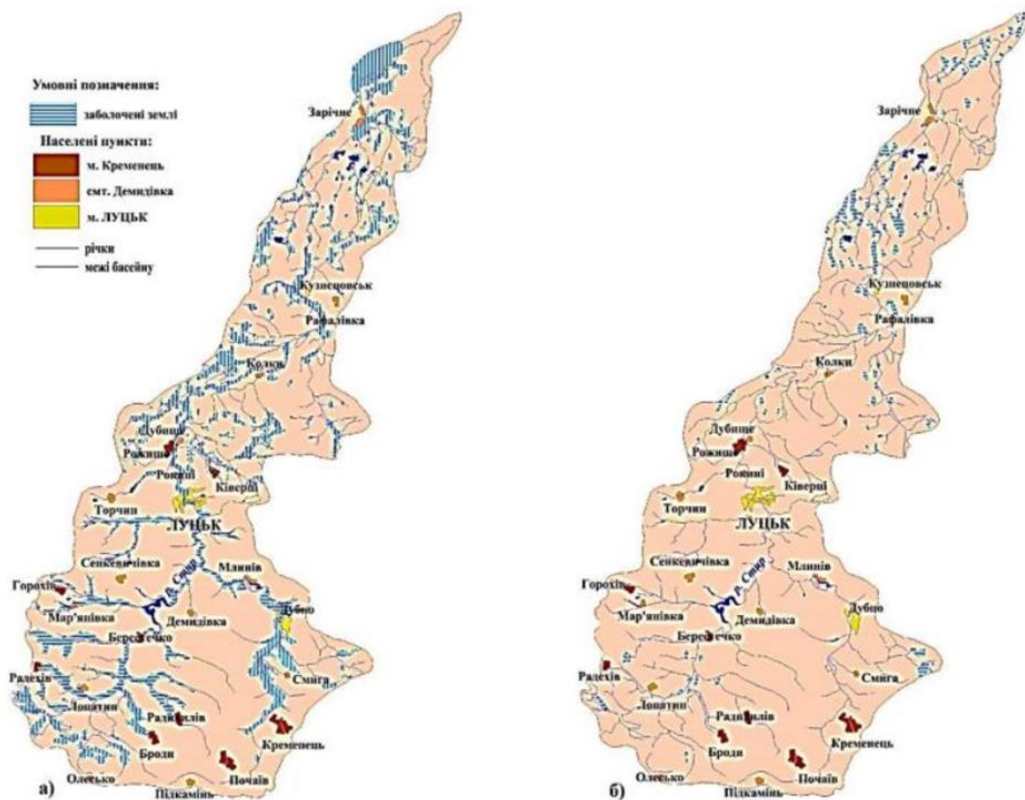 Умовні позначення:
заболочені землі
Населені пункти:
м. Кременець
смт. Демидівка
м. ЛУЦЬК
річки
межі басейну
Зарічне
Кузнецовськ
Рафалівка
Колки
Дубище
Рожище
Рокині
Ківерці
Торчин
ЛУЦЬК
Сенкевичівка
р. Стир
Млинів
Горохів
Мар'янівка
Демидівка
Дубно
Берестечко
Радехів
Смига
Лопатин
Радивилів
Броди
Кременець
Олесько
Почаїв
Підкамінь
а)
Зарічне
Кузнецовськ
Рафалівка
Колки
Дубище
Рожище
Рокині
Ківерці
Торчин
ЛУЦЬК
Сенкевичівка
р. Стир
Млинів
Горохів
Мар'янівка
Демидівка
Дубно
Берестечко
Радехів
Смига
Лопатин
Радивилів
Броди
Кременець
Олесько
Почаїв
Підкамінь
б)